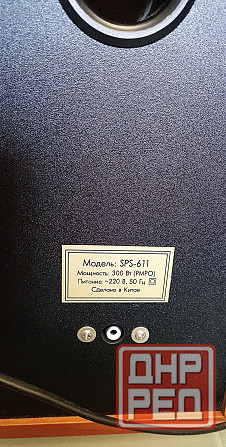 Модель: SPS-611
Мощность: 300 Вт (PMPO)
Питание: ~220 В, 50 Гц
Сделано в Китае
ДНР
РЕД